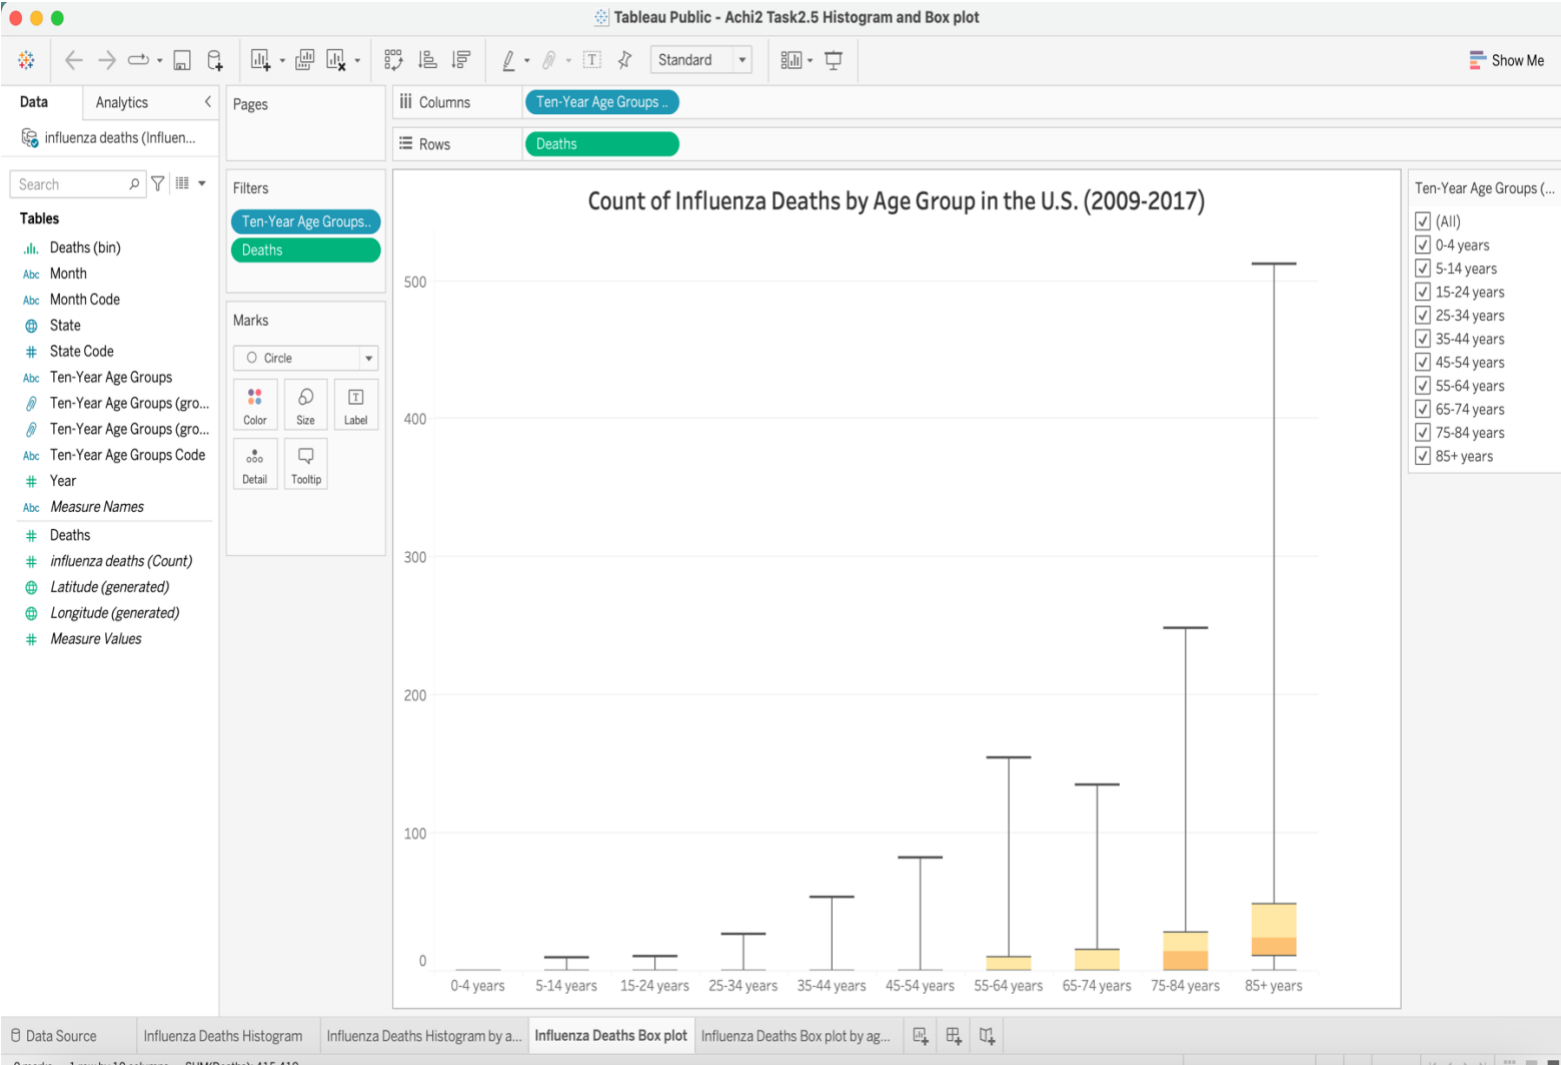 Tableau Public - Achi2 Task2.5 Histogram and Box plot
Standard
Show Me
Data
Analytics
influenza deaths (Influen...
Search
Tables
Deaths (bin)
Abc Month
Abc Month Code
State
# State Code
Abc Ten-Year Age Groups
Ten-Year Age Groups (gro...
Ten-Year Age Groups (gro...
Abc Ten-Year Age Groups Code
# Year
Abc Measure Names
# Deaths
# influenza deaths (Count)
Latitude (generated)
Longitude (generated)
# Measure Values
Pages
Filters
Ten-Year Age Groups..
Deaths
Marks
Circle
Color
Size
T
Label
Detail
Tooltip
Columns
Ten-Year Age Groups ..
Rows
Deaths
Count of Influenza Deaths by Age Group in the U.S. (2009-2017)
500
400
300
200
100
0
0-4 years
5-14 years
15-24 years
25-34 years
35-44 years
45-54 years
55-64 years
65-74 years
75-84 years
85+ years
Ten-Year Age Groups (...
(All)
0-4 years
5-14 years
15-24 years
25-34 years
35-44 years
45-54 years
55-64 years
65-74 years
75-84 years
85+ years
Data Source
Influenza Deaths Histogram
Influenza Deaths Histogram by a...
Influenza Deaths Box plot
Influenza Deaths Box plot by ag...